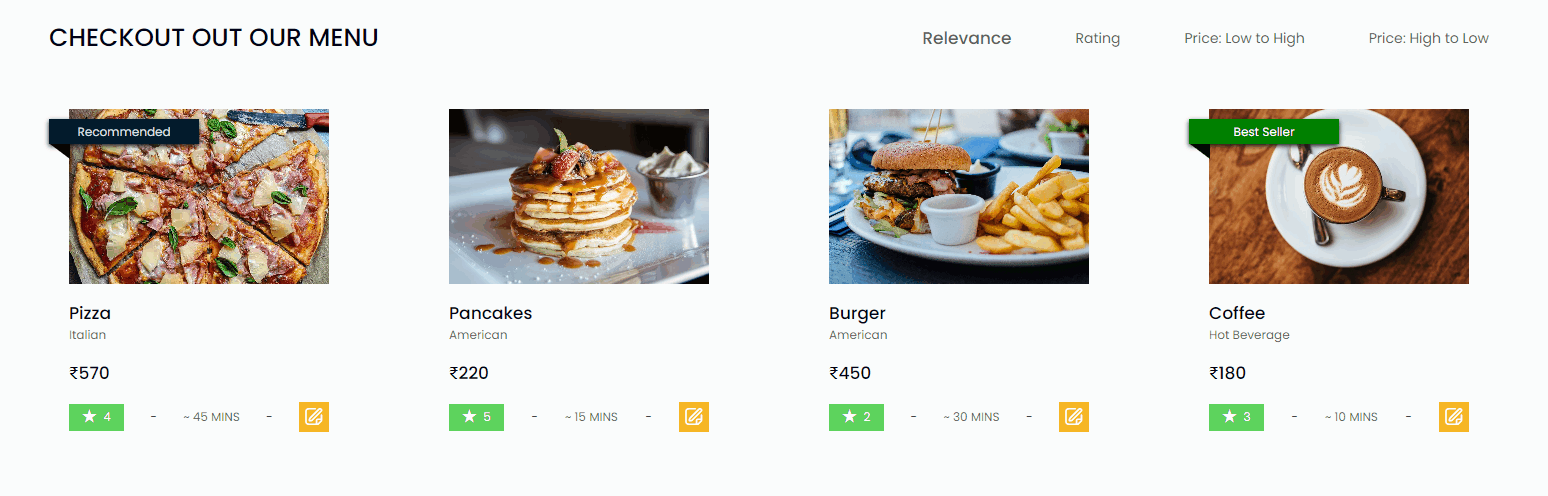 CHECKOUT OUT OUR MENU
Relevance Rating Price: Low to High Price: High to Low
Recommended Best Seller
Pizza Pancakes Burger Coffee
Italian American American Hot Beverage
₹570 ₹220 ₹450 ₹180
★ 4 - ~ 45 MINS - ★ 5 - ~ 15 MINS - ★ 2 - ~ 30 MINS - ★ 3 - ~ 10 MINS -